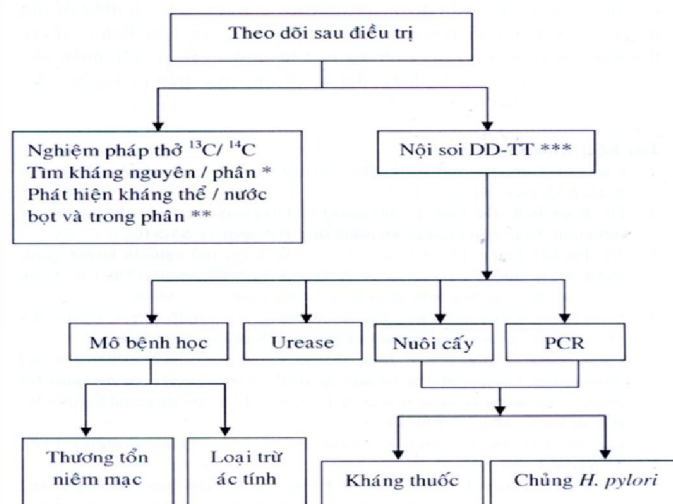 Theo dõi sau điều trị
Nghiệm pháp thở ¹³C/ ¹⁴C
Tìm kháng nguyên / phân *
Phát hiện kháng thể / nước
bọt và trong phân **
Nội soi DD-TT ***
Mô bệnh học
Urease
Nuôi cấy
PCR
Thương tổn
niêm mạc
Loại trừ
ác tính
Kháng thuốc
Chủng H. pylori